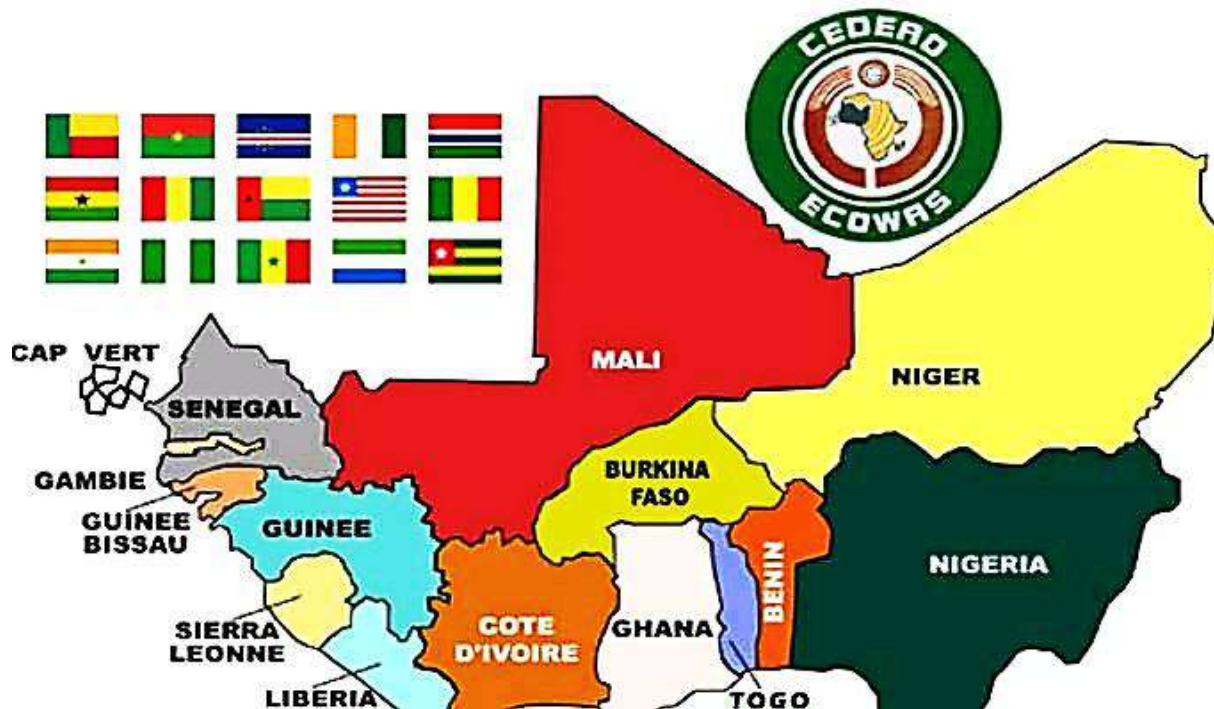 CEDEAO
ECOWAS
CAP VERT
MALI
NIGER
SENEGAL
GAMBIE
GUINEE
BISSAU
GUINEE
BURKINA
FASO
BENIN
NIGERIA
SIERRA
LEONNE
COTE
D'IVOIRE
GHANA
LIBERIA
TOGO